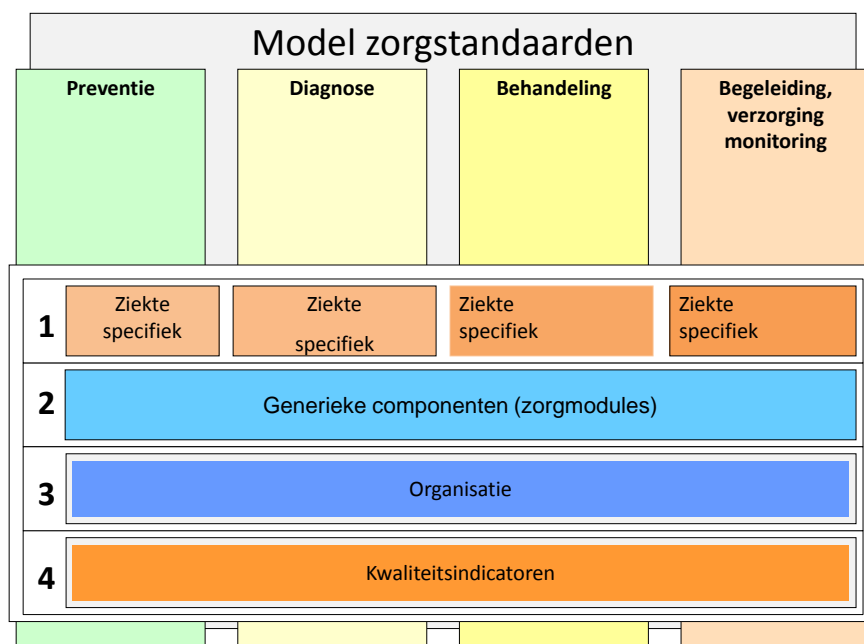 Model zorgstandaarden
Preventie
Diagnose
Behandeling
Begeleiding,
verzorging
monitoring
1
Ziekte
specifiek
Ziekte
specifiek
Ziekte
specifiek
Ziekte
specifiek
2
Generieke componenten (zorgmodules)
3
Organisatie
4
Kwaliteitsindicatoren